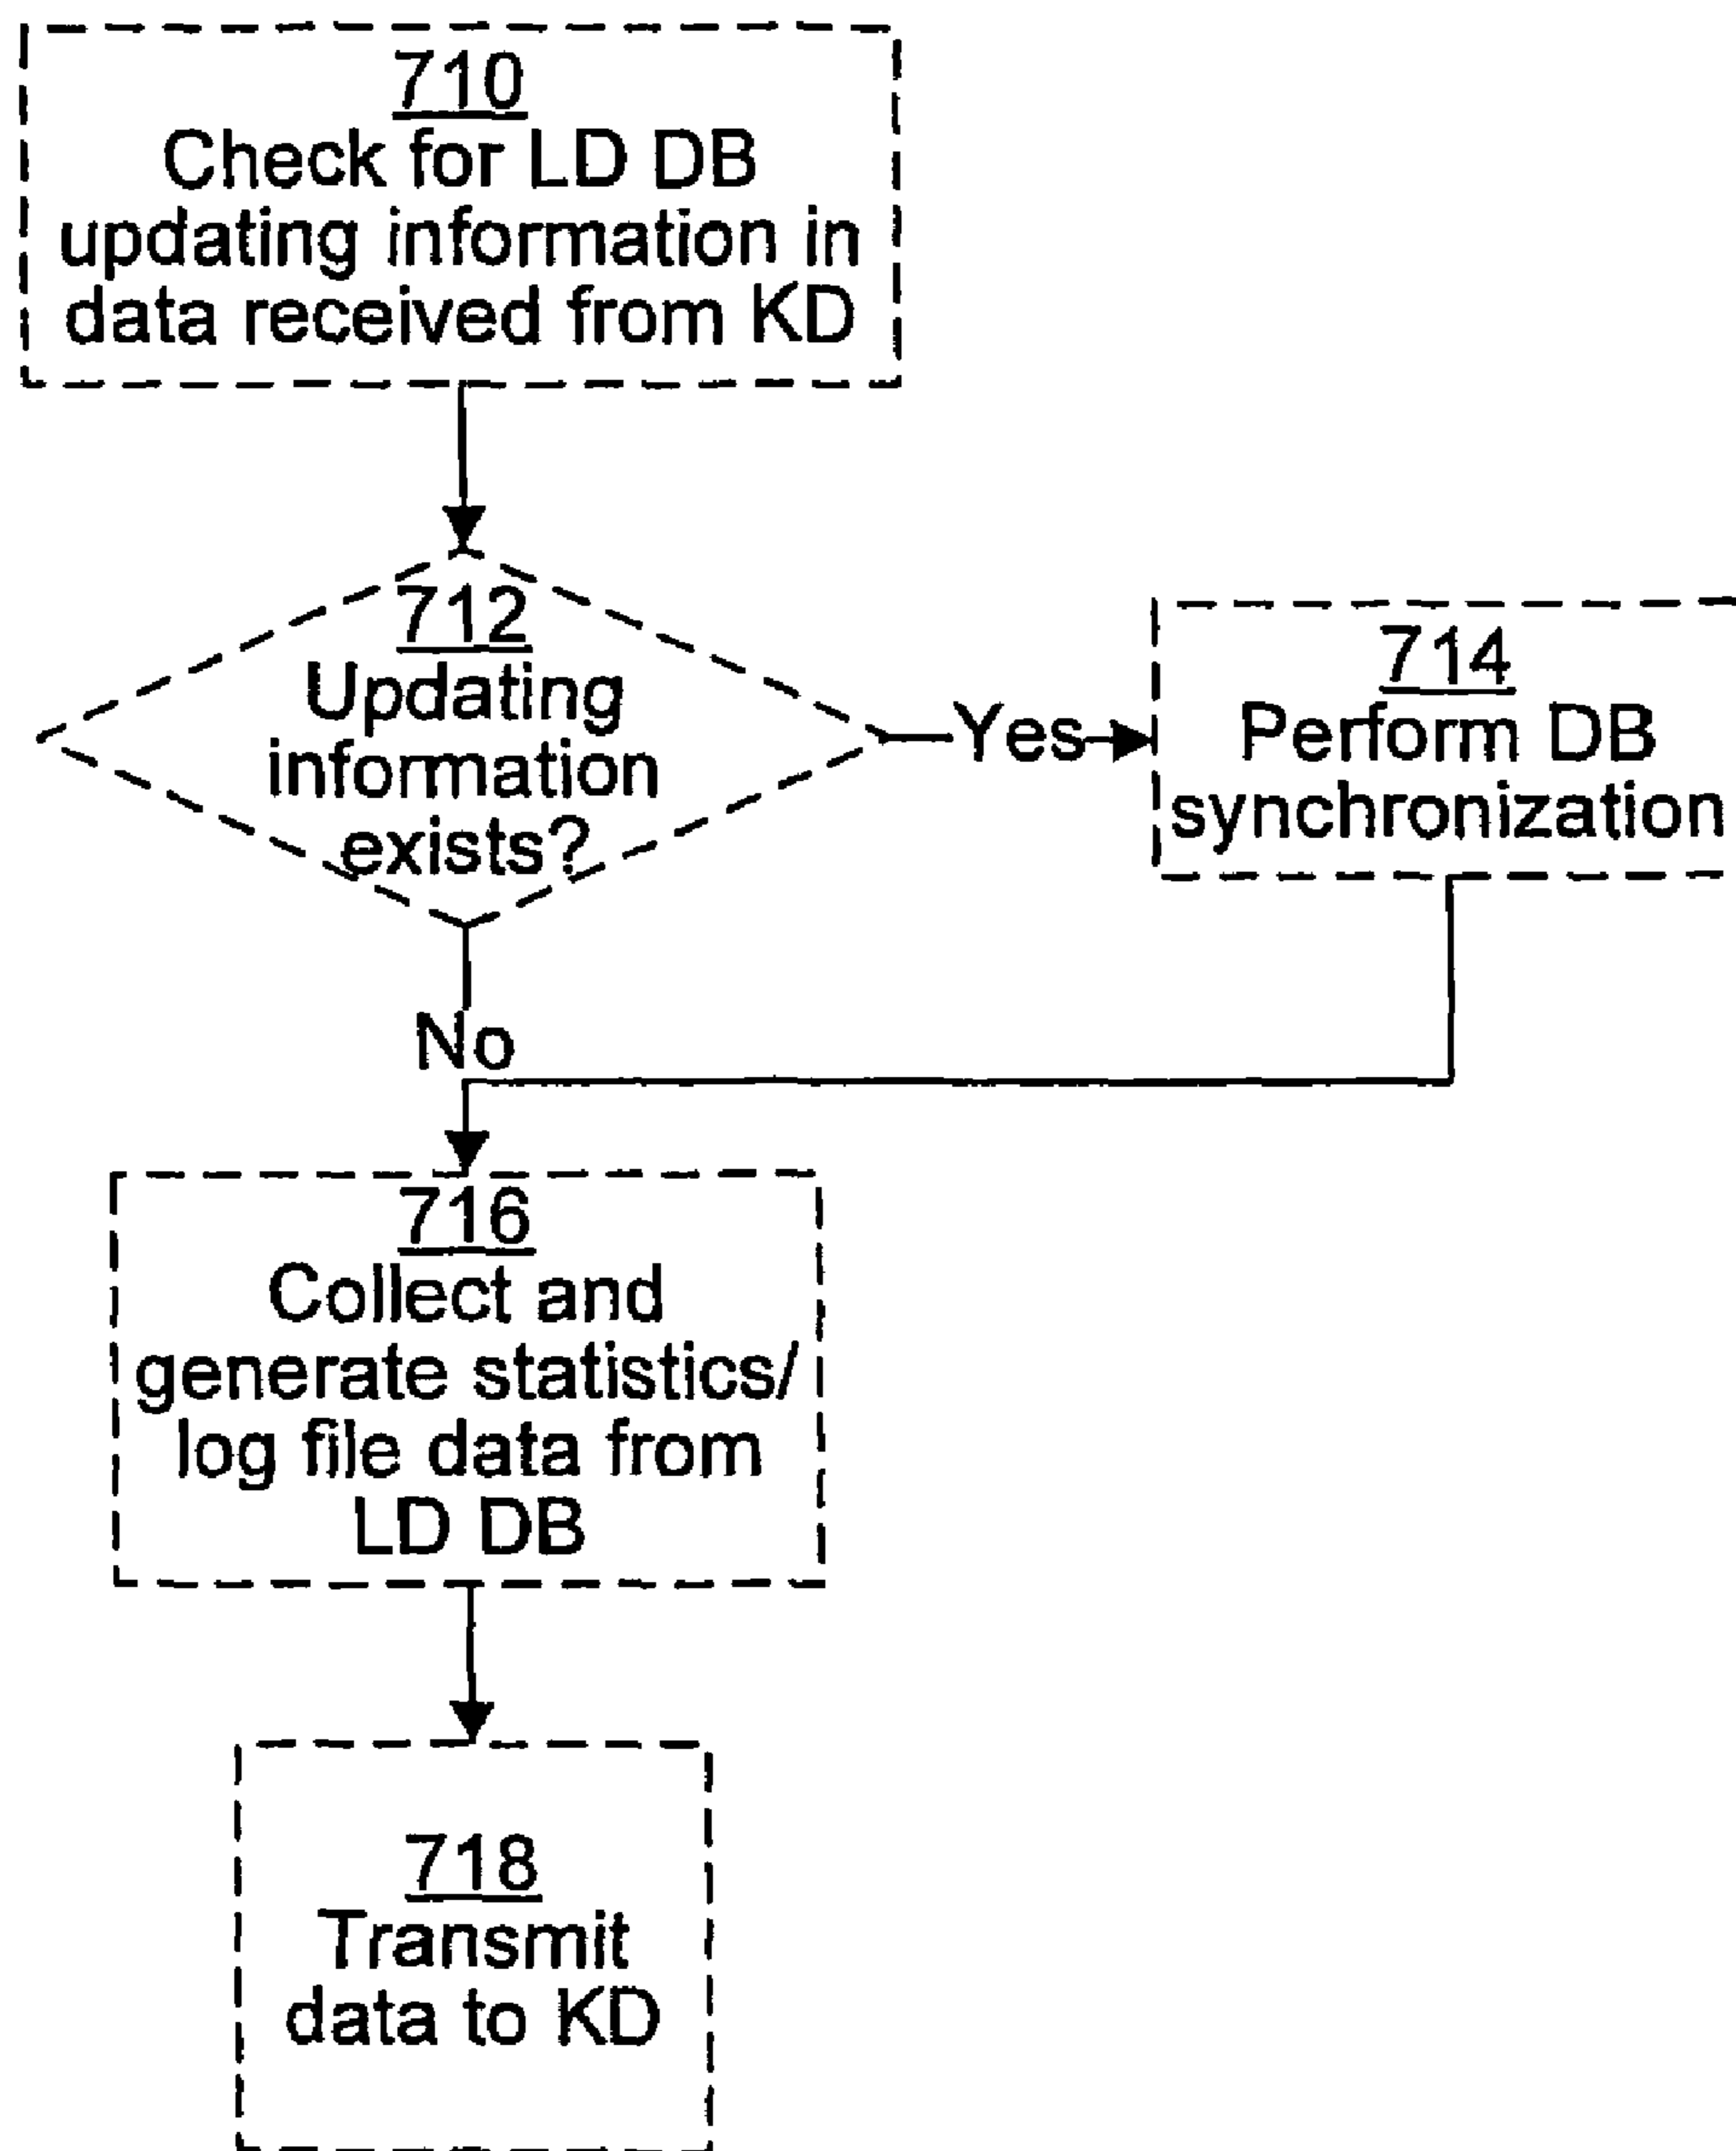 710
Check for LD DB
updating information in
data received from KD
712
Updating
information
exists?
Yes
714
Perform DB
synchronization
No
716
Collect and
generate statistics/
log file data from
LD DB
718
Transmit
data to KD